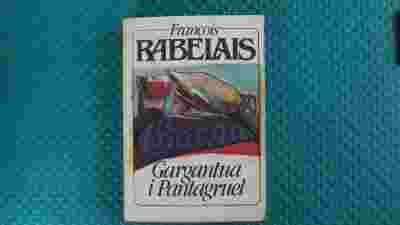 François
RABELAIS
Gargantua
i Pantagruel